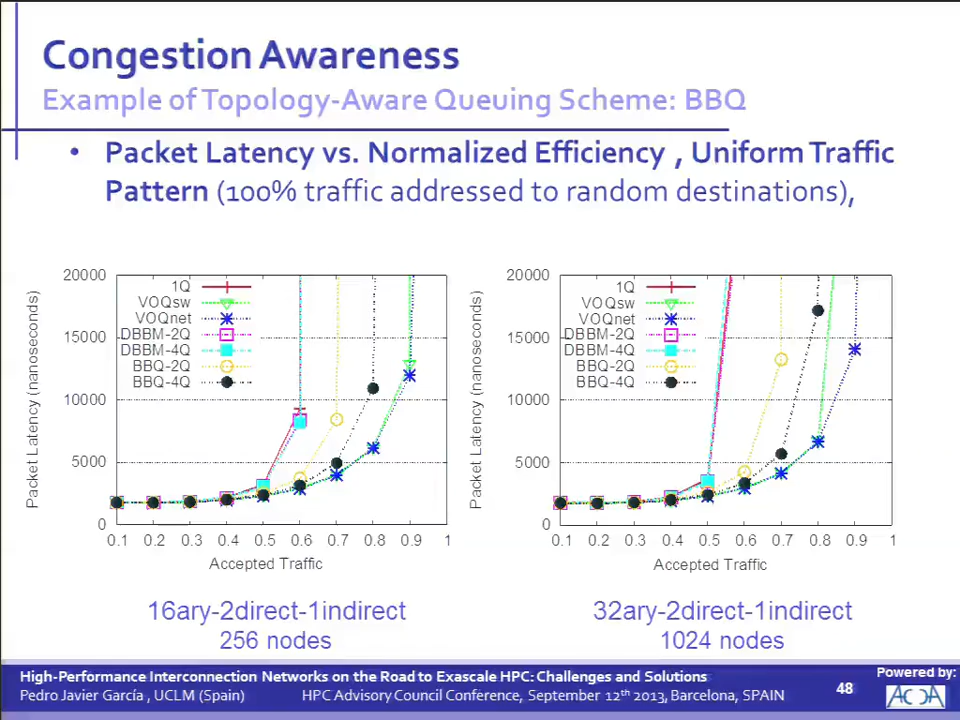 Congestion Awareness
Example of Topology-Aware Queuing Scheme: BBQ
• Packet Latency vs. Normalized Efficiency , Uniform Traffic
Pattern (100% traffic addressed to random destinations),
Packet Latency (nanoseconds)
20000
15000
10000
5000
0
1Q
VOQsw
VOQnet
DBBM-2Q
DBBM-4Q
BBQ-2Q
BBQ-4Q
0.1 0.2 0.3 0.4 0.5 0.6 0.7 0.8 0.9 1
Accepted Traffic
16ary-2direct-1indirect
256 nodes
Packet Latency (nanoseconds)
20000
15000
10000
5000
0
1Q
VOQsw
VOQnet
DBBM-2Q
DBBM-4Q
BBQ-2Q
BBQ-4Q
0.1 0.2 0.3 0.4 0.5 0.6 0.7 0.8 0.9 1
Accepted Traffic
32ary-2direct-1indirect
1024 nodes
High-Performance Interconnection Networks on the Road to Exascale HPC: Challenges and Solutions
Pedro Javier García , UCLM (Spain) HPC Advisory Council Conference, September 12th 2013, Barcelona, SPAIN
48
Powered by: